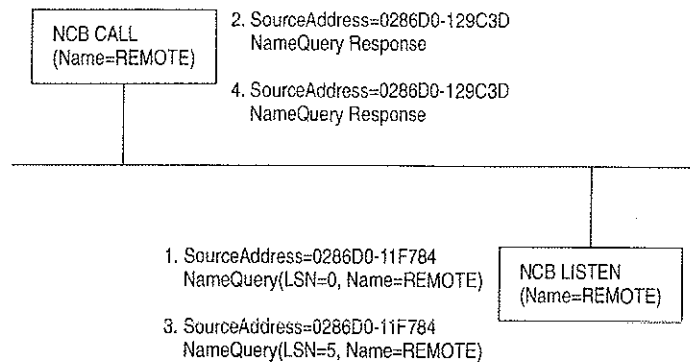 NCB CALL
(Name=REMOTE)
2. SourceAddress=0286D0-129C3D
NameQuery Response
4. SourceAddress=0286D0-129C3D
NameQuery Response
1. SourceAddress=0286D0-11F784
NameQuery(LSN=0, Name=REMOTE)
3. SourceAddress=0286D0-11F784
NameQuery(LSN=5, Name=REMOTE)
NCB LISTEN
(Name=REMOTE)